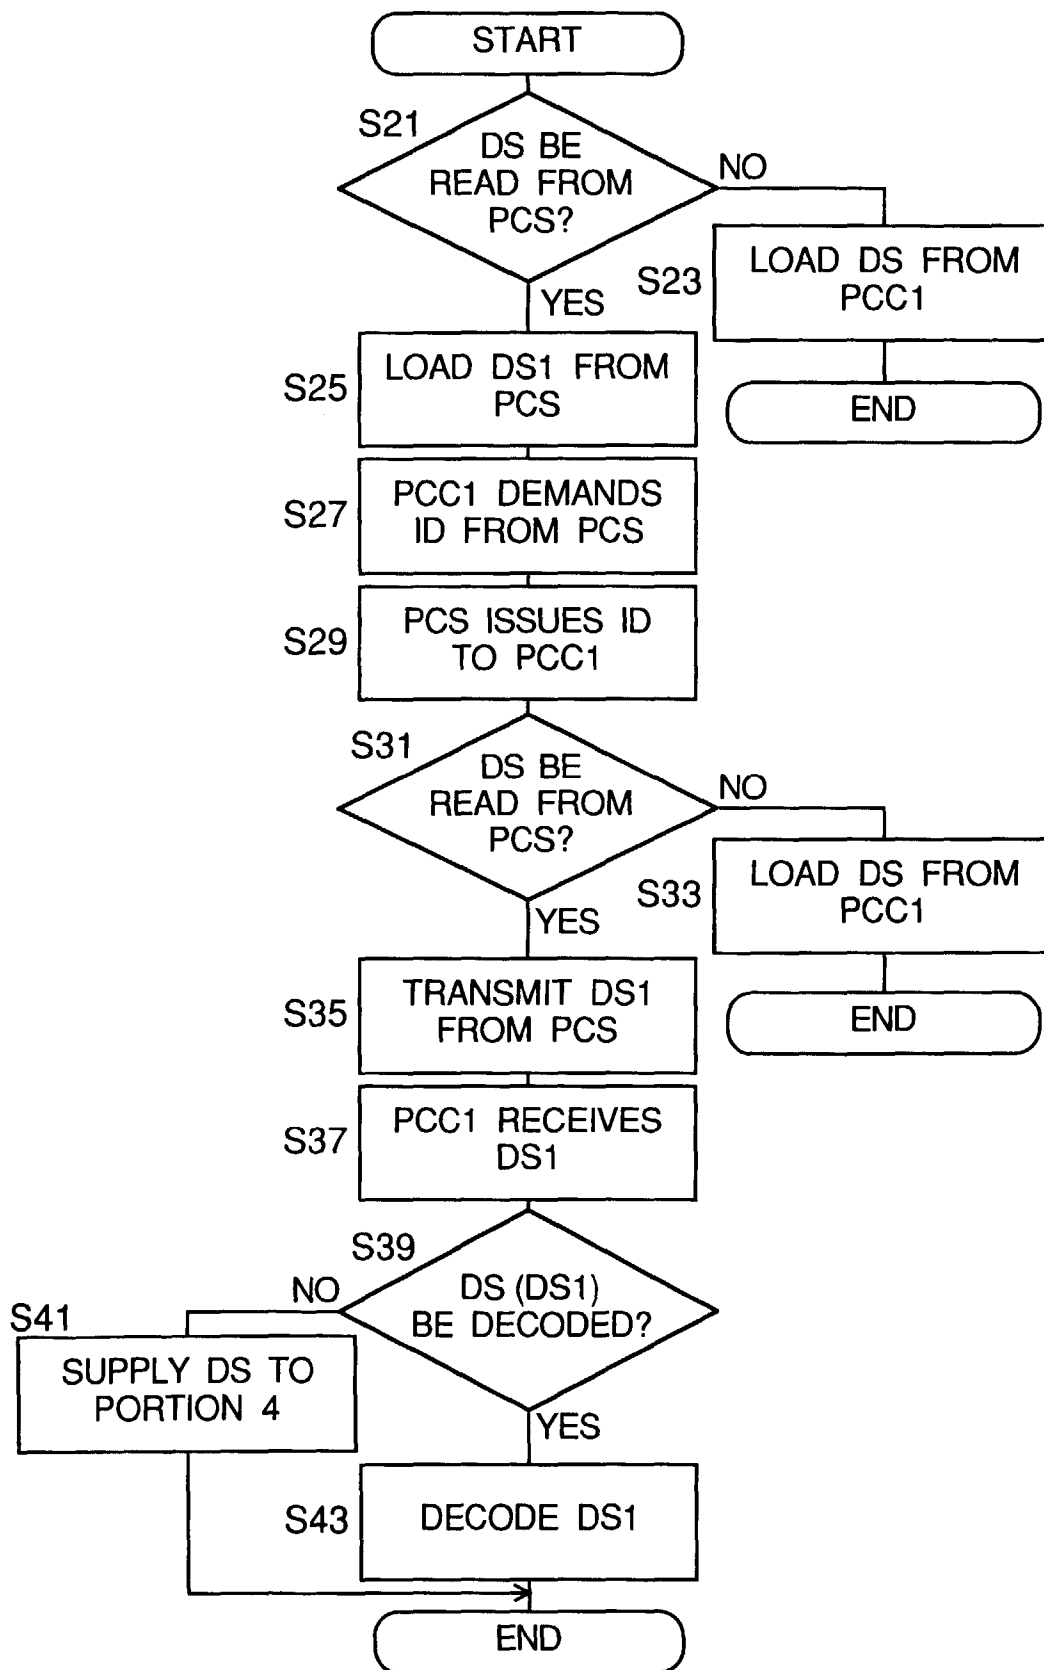 START
S21
DS BE
READ FROM
PCS?
NO
S23
LOAD DS FROM
PCC1
END
YES
S25
LOAD DS1 FROM
PCS
S27
PCC1 DEMANDS
ID FROM PCS
S29
PCS ISSUES ID
TO PCC1
S31
DS BE
READ FROM
PCS?
NO
S33
LOAD DS FROM
PCC1
END
YES
S35
TRANSMIT DS1
FROM PCS
S37
PCC1 RECEIVES
DS1
S39
DS (DS1)
BE DECODED?
NO
S41
SUPPLY DS TO
PORTION 4
YES
S43
DECODE DS1
END